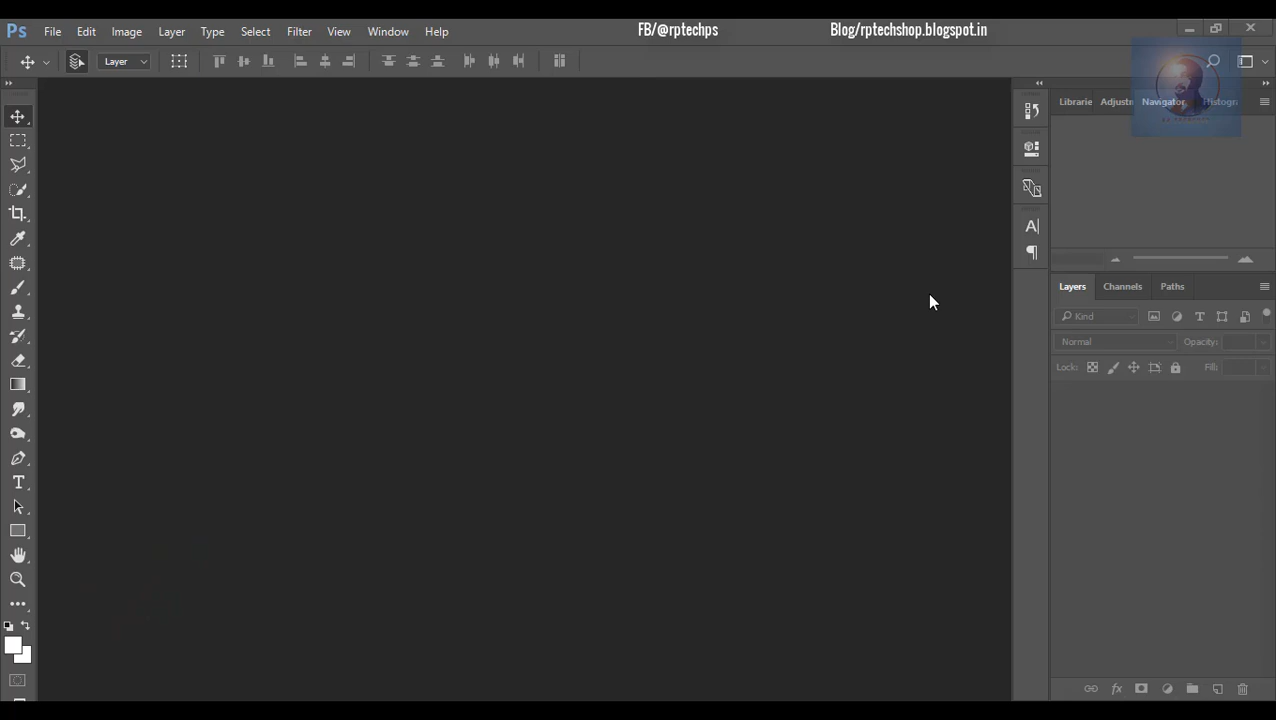 Ps File Edit Image Layer Type Select Filter View Window Help
FB/@rptechps Blog/rptechshop.blogspot.in
Layer
Librarie Adjustm Navigator Histogra
A|
Layers Channels Paths
Kind T
Normal Opacity:
Lock: Fill:
T
fx